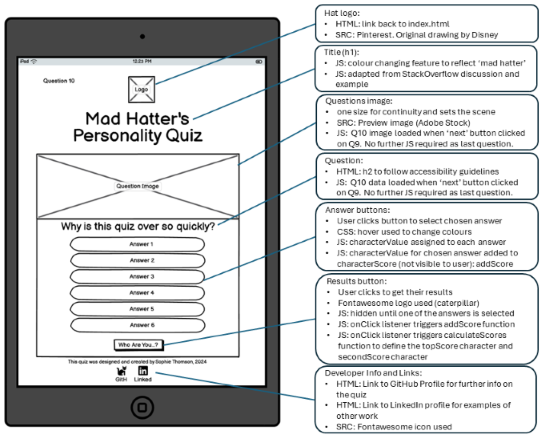 iPad
12:25 PM
Question 10
Logo
Mad Hatter's
Personality Quiz
Question Image
Why is this quiz over so quickly?
Answer 1
Answer 2
Answer 3
Answer 4
Answer 5
Answer 6
Who Are You..?
This quiz was designed and created by Sophie Thomson, 2024
GitH
Linked
Hat logo:
• HTML: link back to index.html
• SRC: Pinterest. Original drawing by Disney
Title (h1):
• JS: colour changing feature to reflect ‘mad hatter’
• JS: adapted from StackOverflow discussion and
example
Questions image:
• one size for continuity and sets the scene
• SRC: Preview image (Adobe Stock)
• JS: Q10 image loaded when ‘next’ button clicked
on Q9. No further JS required as last question.
Question:
• HTML: h2 to follow accessibility guidelines
• JS: Q10 data loaded when ‘next’ button clicked
on Q9. No further JS required as last question.
Answer buttons:
• User clicks button to select chosen answer
• CSS: hover used to change colours
• JS: characterValue assigned to each answer
• JS: characterValue for chosen answer added to
characterScore (not visible to user): addScore
Results button:
• User clicks to get their results
• Fontawesome logo used (caterpillar)
• JS: hidden until one of the answers is selected
• JS: onClick listener triggers addScore function
• JS: onClick listener triggers calculateScores
function to define the topScore character and
secondScore character
Developer Info and Links:
• HTML: Link to GitHub Profile for further info on
the quiz
• HTML: Link to LinkedIn profile for examples of
other work
• SRC: Fontawesome icon used